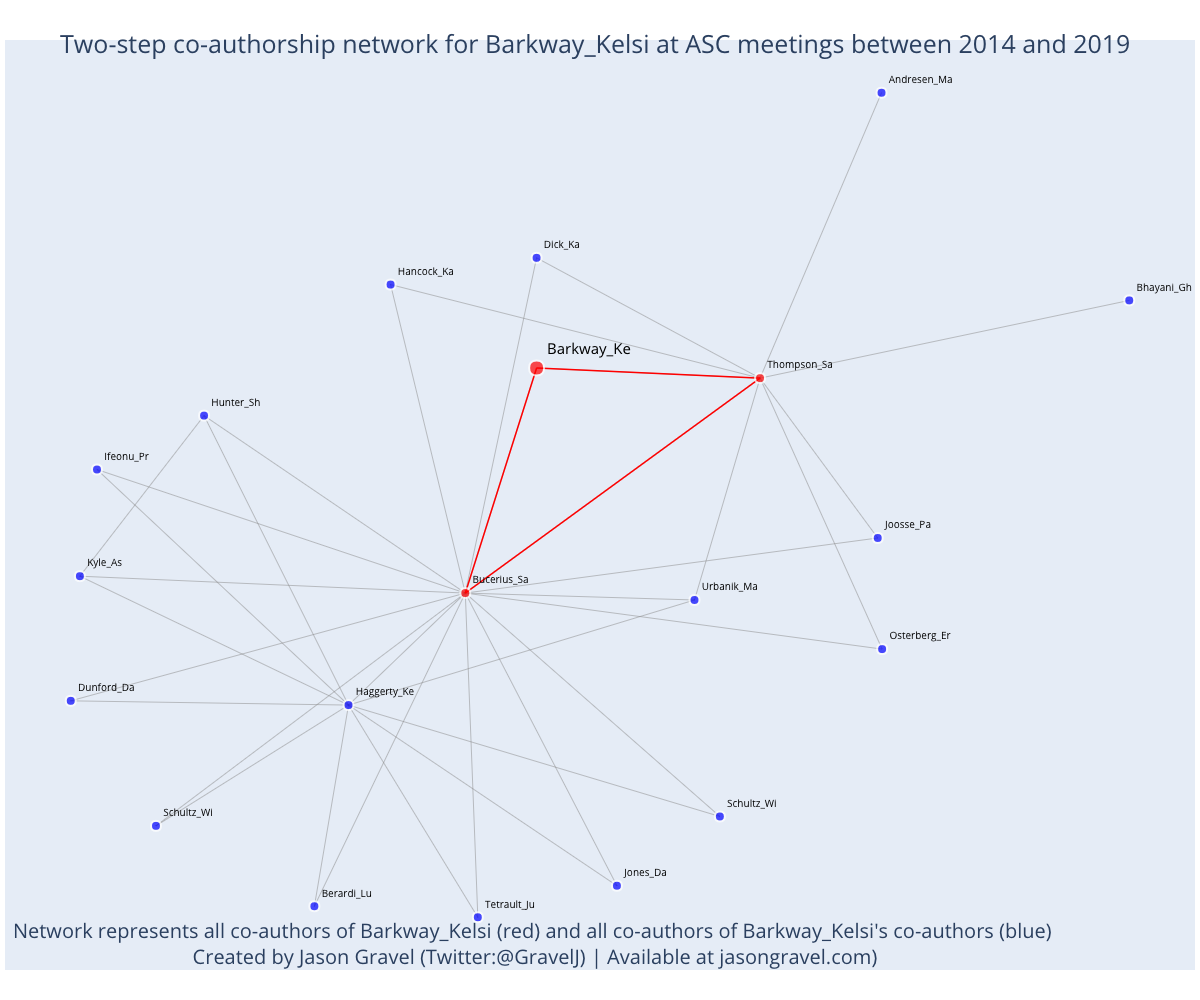 Two-step co-authorship network for Barkway_Kelsi at ASC meetings between 2014 and 2019
Andresen_Ma
Dick_Ka
Hancock_Ka
Bhayani_Gh
Barkway_Ke
Thompson_Sa
Hunter_Sh
Ifeonu_Pr
Joosse_Pa
Kyle_As
Bucerius_Sa
Urbanik_Ma
Osterberg_Er
Dunford_Da
Haggerty_Ke
Schultz_Wi
Schultz_Wi
Jones_Da
Berardi_Lu
Tetrault_Ju
Network represents all co-authors of Barkway_Kelsi (red) and all co-authors of Barkway_Kelsi's co-authors (blue)
Created by Jason Gravel (Twitter:@GravelJ) | Available at jasongravel.com)